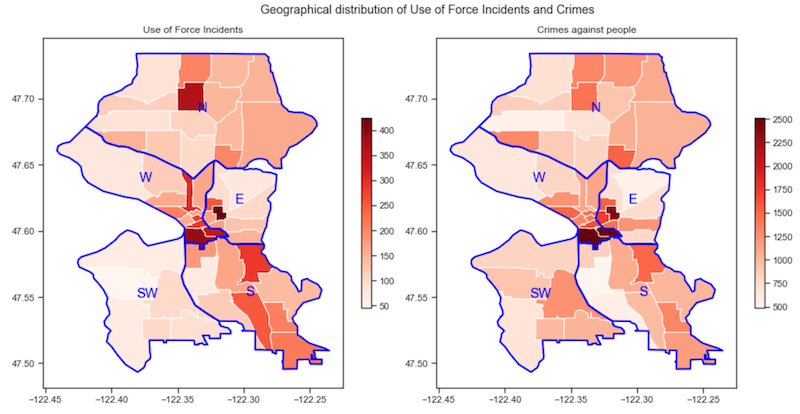 Geographical distribution of Use of Force Incidents and Crimes
Use of Force Incidents
47.70
47.65
47.60
47.55
47.50
N
W
E
SW
S
−122.45 −122.40 −122.35 −122.30 −122.25
400
350
300
250
200
150
100
50
Crimes against people
47.70
47.65
47.60
47.55
47.50
N
W
E
SW
S
−122.45 −122.40 −122.35 −122.30 −122.25
2500
2250
2000
1750
1500
1250
1000
750
500